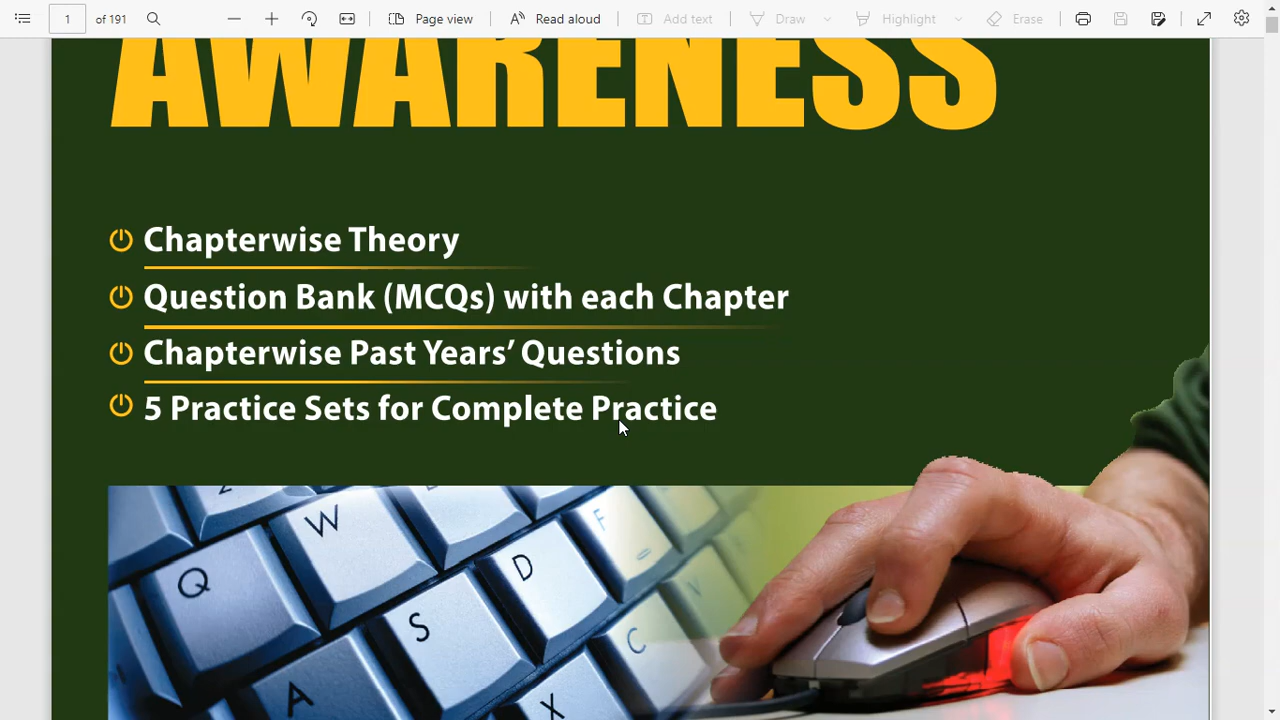 1 of 191 Page view Read aloud Add text Draw Highlight Erase
AWARENESS
Chapterwise Theory
Question Bank (MCQs) with each Chapter
Chapterwise Past Years’ Questions
5 Practice Sets for Complete Practice
W F
Q D
S C
A X